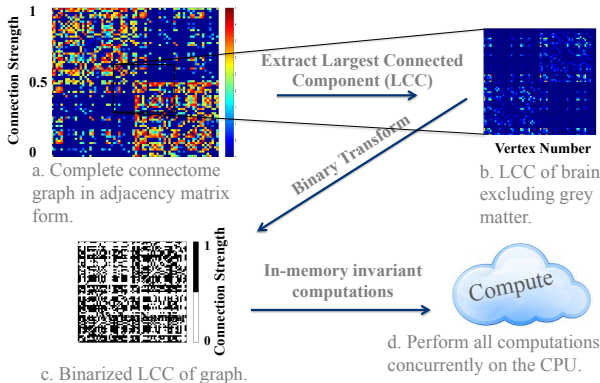 Connection Strength
1
0.5
0
a. Complete connectome
graph in adjacency matrix
form.
Extract Largest Connected
Component (LCC)
Vertex Number
b. LCC of brain
excluding grey
matter.
Binary Transform
Connection Strength
1
0
c. Binarized LCC of graph.
In-memory invariant
computations
Compute
d. Perform all computations
concurrently on the CPU.